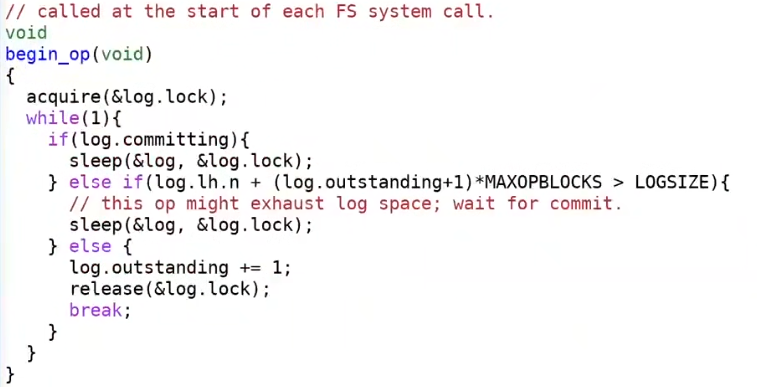 // called at the start of each FS system call.
void
begin_op(void)
{
  acquire(&log.lock);
  while(1){
    if(log.committing){
      sleep(&log, &log.lock);
    } else if(log.lh.n + (log.outstanding+1)*MAXOPBLOCKS > LOGSIZE){
      // this op might exhaust log space; wait for commit.
      sleep(&log, &log.lock);
    } else {
      log.outstanding += 1;
      release(&log.lock);
      break;
    }
  }
}